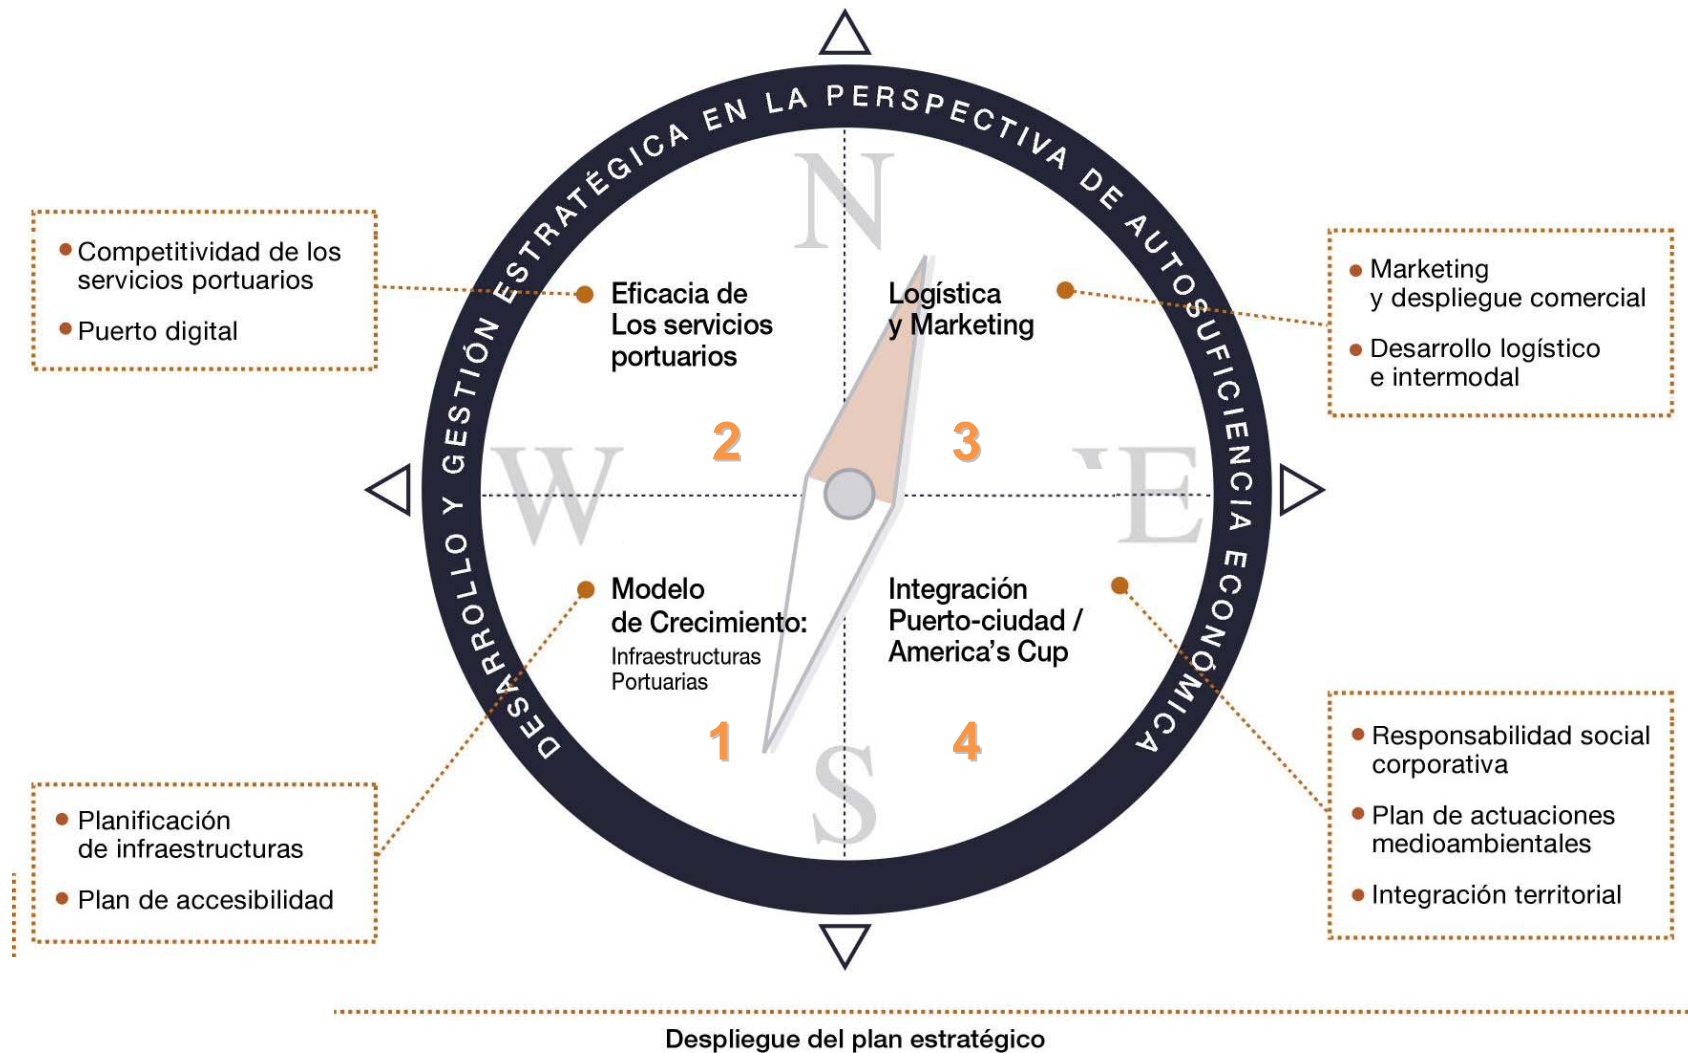 DESARROLLO Y GESTIÓN ESTRATÉGICA EN LA PERSPECTIVA DE AUTOSUFICIENCIA ECONÓMICA
N
W
E
S
Competitividad de los
servicios portuarios
Puerto digital
Eficacia de
Los servicios
portuarios
2
Logística
y Marketing
3
Marketing
y despliegue comercial
Desarrollo logístico
e intermodal
Modelo
de Crecimiento:
Infraestructuras
Portuarias
1
Integración
Puerto-ciudad /
America's Cup
4
Planificación
de infraestructuras
Plan de accesibilidad
Responsabilidad social
corporativa
Plan de actuaciones
medioambientales
Integración territorial
Despliegue del plan estratégico